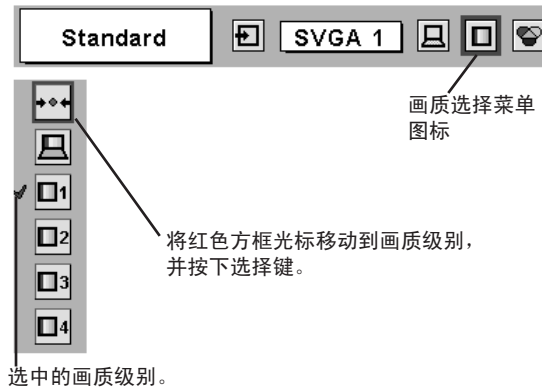 Standard
SVGA 1
画质选择菜单
图标
1
2
3
4
将红色方框光标移动到画质级别，
并按下选择键。
选中的画质级别。